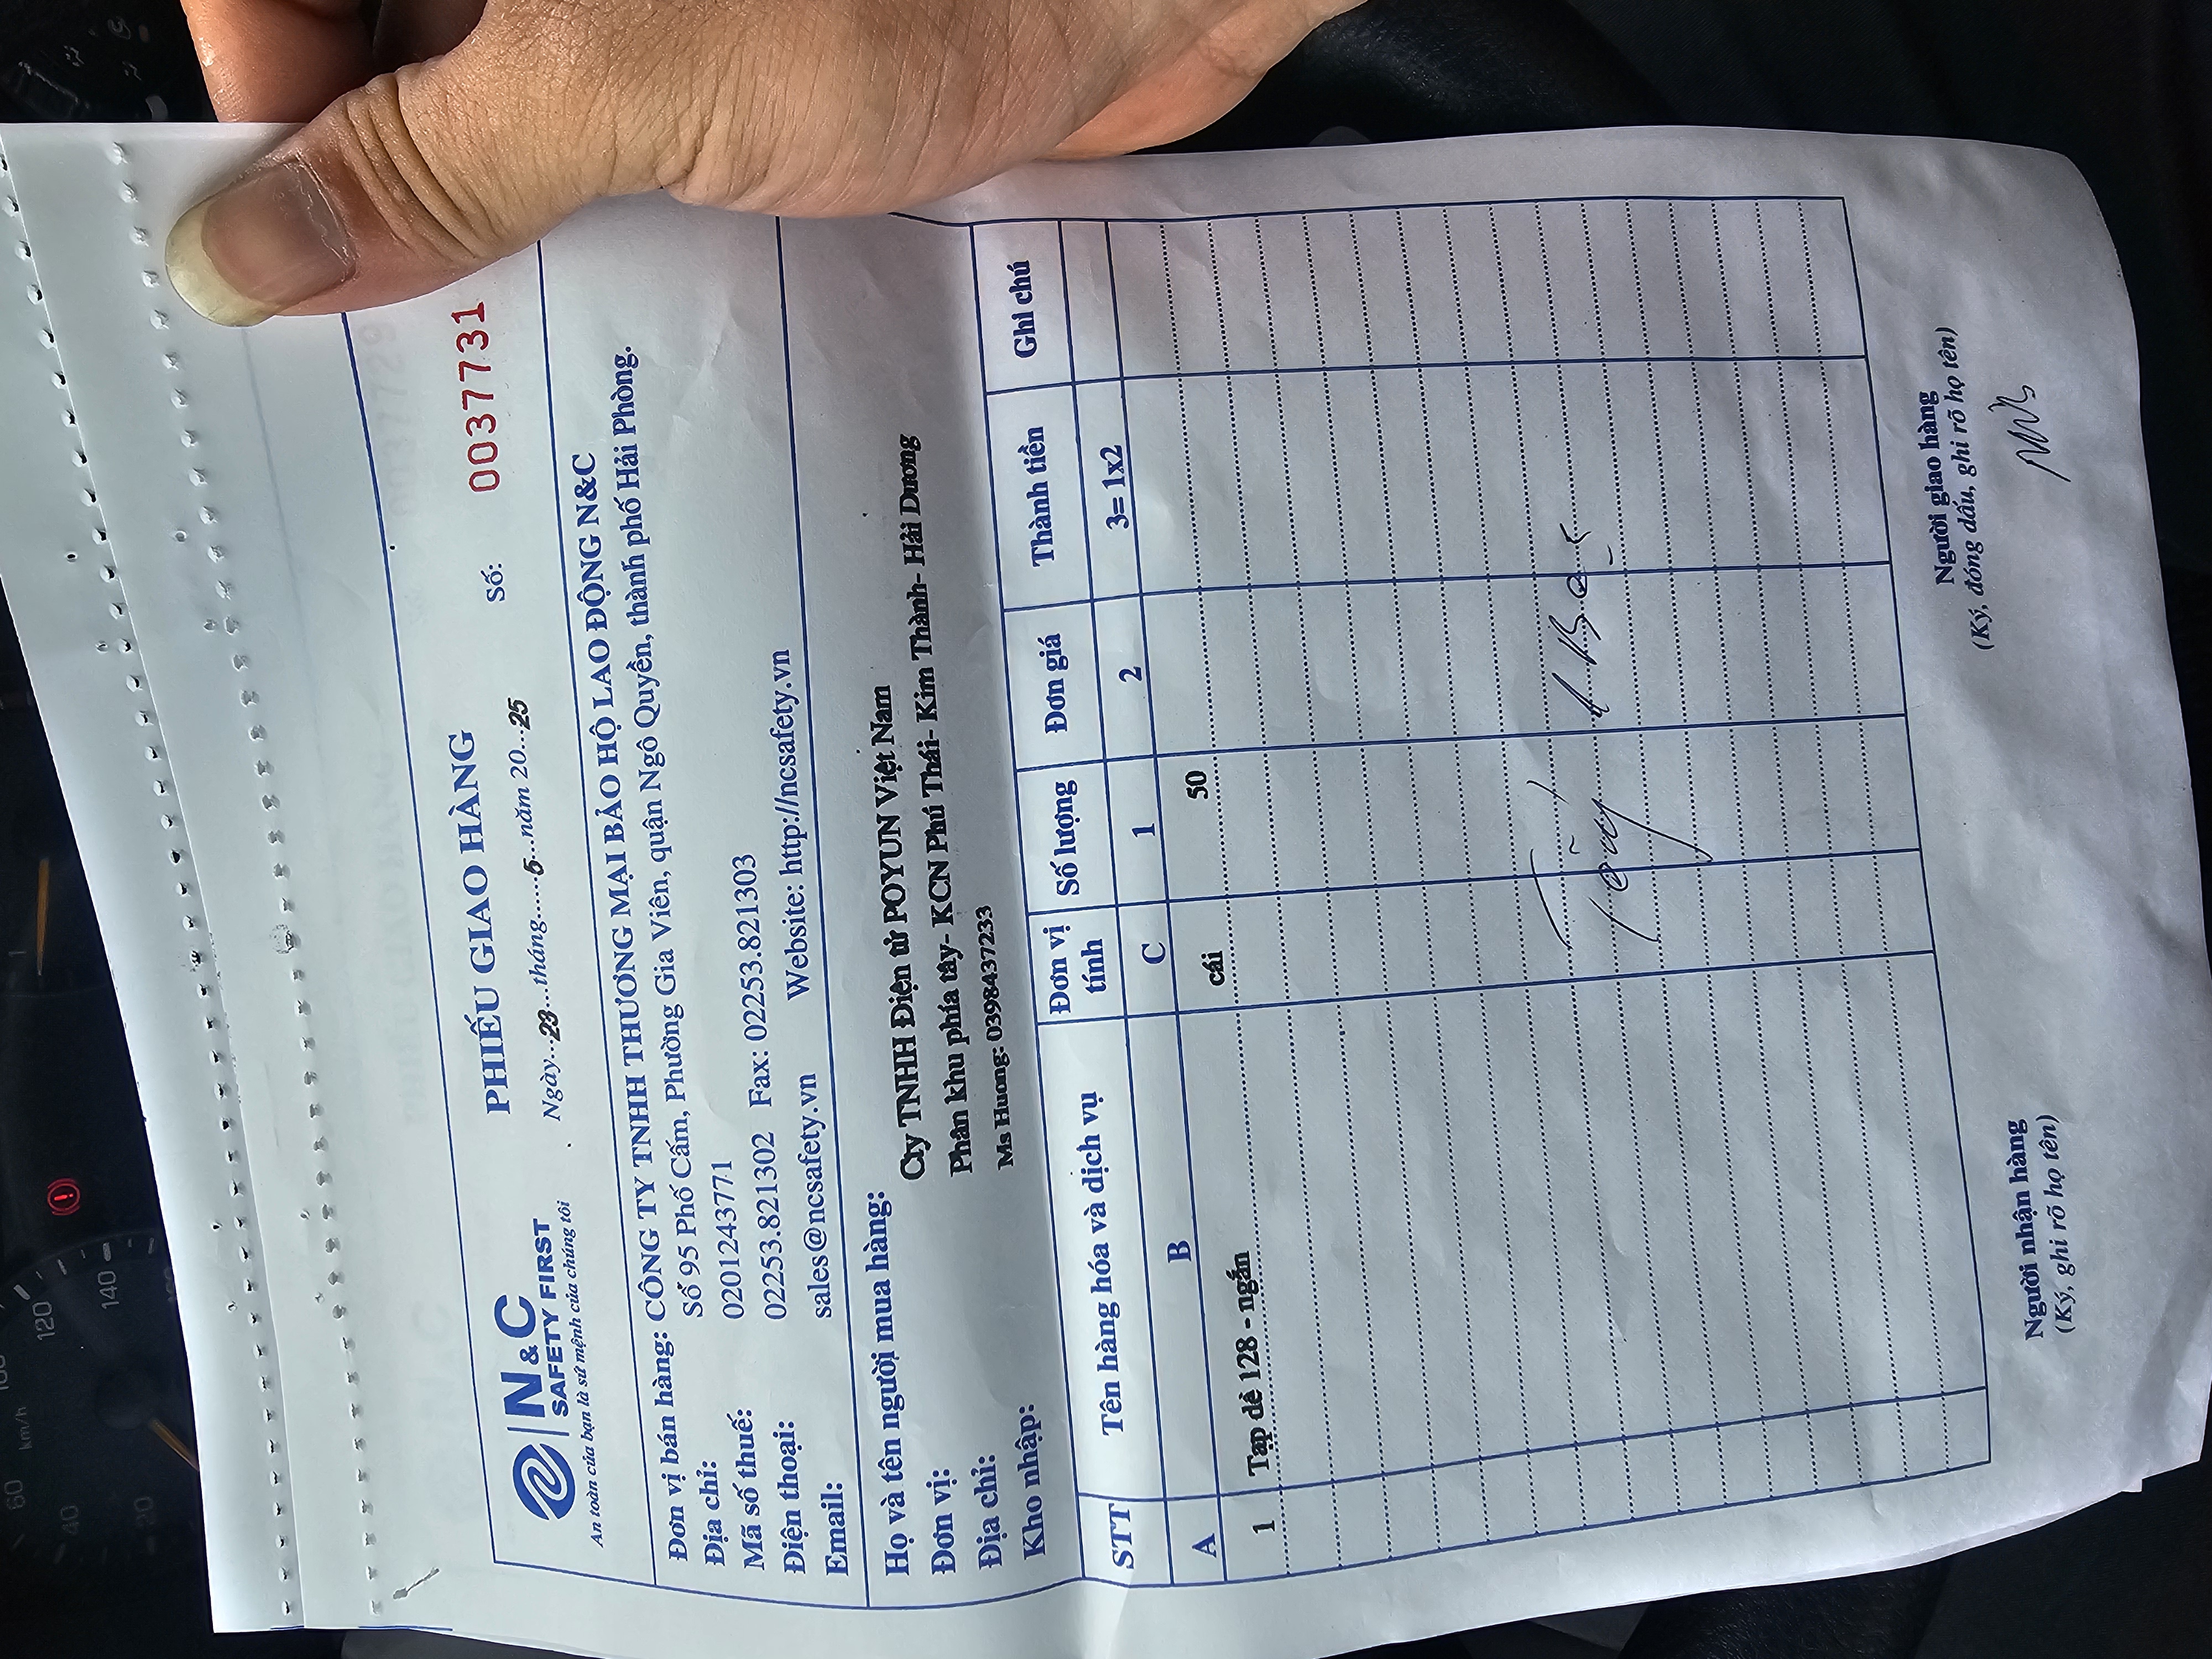 N&C
SAFETY FIRST
An toàn của bạn là sứ mệnh của chúng tôi
PHIẾU GIAO HÀNG
Ngày...23...tháng.....5...năm 20...25
Số: 0037731
Đơn vị bán hàng: CÔNG TY TNHH THƯƠNG MẠI BẢO HỘ LAO ĐỘNG N&C
Địa chỉ: Số 95 Phố Cấm, Phường Gia Viên, quận Ngô Quyền, thành phố Hải Phòng.
Mã số thuế: 0201243771
Điện thoại: 02253.821302 Fax: 02253.821303
Email: sales@ncsafety.vn Website: http://ncsafety.vn
Họ và tên người mua hàng:
Đơn vị: Cty TNHH Điện tử POYUN Việt Nam
Địa chỉ: Phân khu phía tây- KCN Phú Thái- Kim Thành- Hải Dương
Kho nhập: Ms Huong: 0398437233
STT Tên hàng hóa và dịch vụ Đơn vị tính Số lượng Đơn giá Thành tiền Ghi chú
A B C 1 2 3=1x2
1 Tạp dề 128 - ngắn cái 50
Người nhận hàng Người giao hàng
(Ký, ghi rõ họ tên) (Ký, đóng dấu, ghi rõ họ tên)